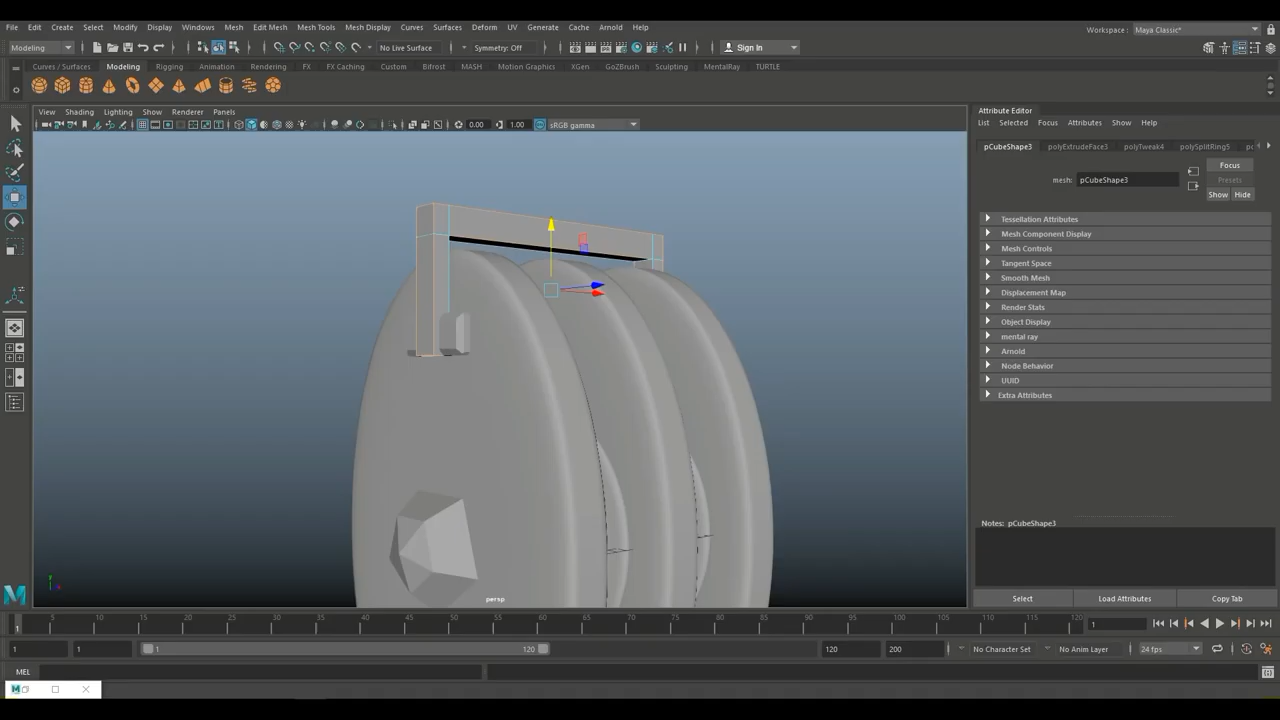 File Edit Create Select Modify Display Windows Mesh Edit Mesh Mesh Tools Mesh Display Curves Surfaces Deform UV Generate Cache Arnold Help
Workspace : Maya Classic*
Modeling No Live Surface Symmetry: Off Sign In
Curves / Surfaces Modeling Rigging Animation Rendering FX FX Caching Custom Bifrost MASH Motion Graphics XGen GoZBrush Sculpting MentalRay TURTLE
View Shading Lighting Show Renderer Panels
0.00 1.00 sRGB gamma
persp
Attribute Editor
List Selected Focus Attributes Show Help
pCubeShape3 polyExtrudeFace3 polyTweak4 polySplitRing5
Focus
mesh: pCubeShape3 Presets
Show Hide
Tessellation Attributes
Mesh Component Display
Mesh Controls
Tangent Space
Smooth Mesh
Displacement Map
Render Stats
Object Display
mental ray
Arnold
Node Behavior
UUID
Extra Attributes
Notes: pCubeShape3
Select Load Attributes Copy Tab
1 5 10 15 20 25 30 35 40 45 50 55 60 65 70 75 80 85 90 95 100 105 110 115 120 1
1 1 1 120 120 200 No Character Set No Anim Layer 24 fps
MEL